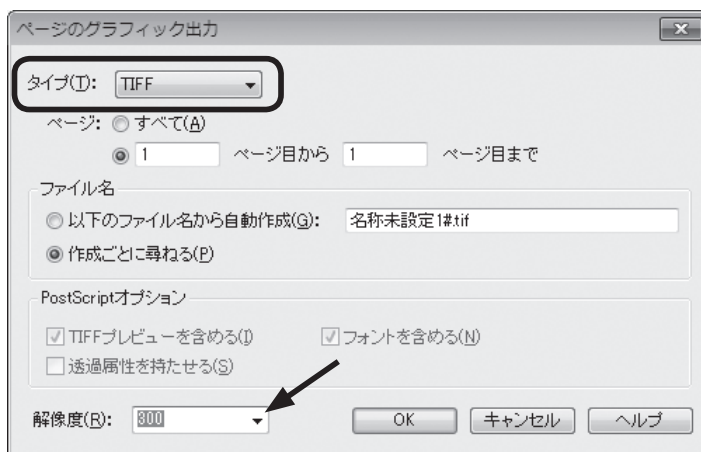 ページのグラフィック出力
タイプ(T): TIFF
ページ: すべて(A)
1 ページ目から 1 ページ目まで
ファイル名
以下のファイル名から自動作成(G): 名称未設定1#.tif
作成ごとに尋ねる(P)
PostScriptオプション
TIFFプレビューを含める(I) フォントを含める(N)
透過属性を持たせる(S)
解像度(R): 300 OK キャンセル ヘルプ